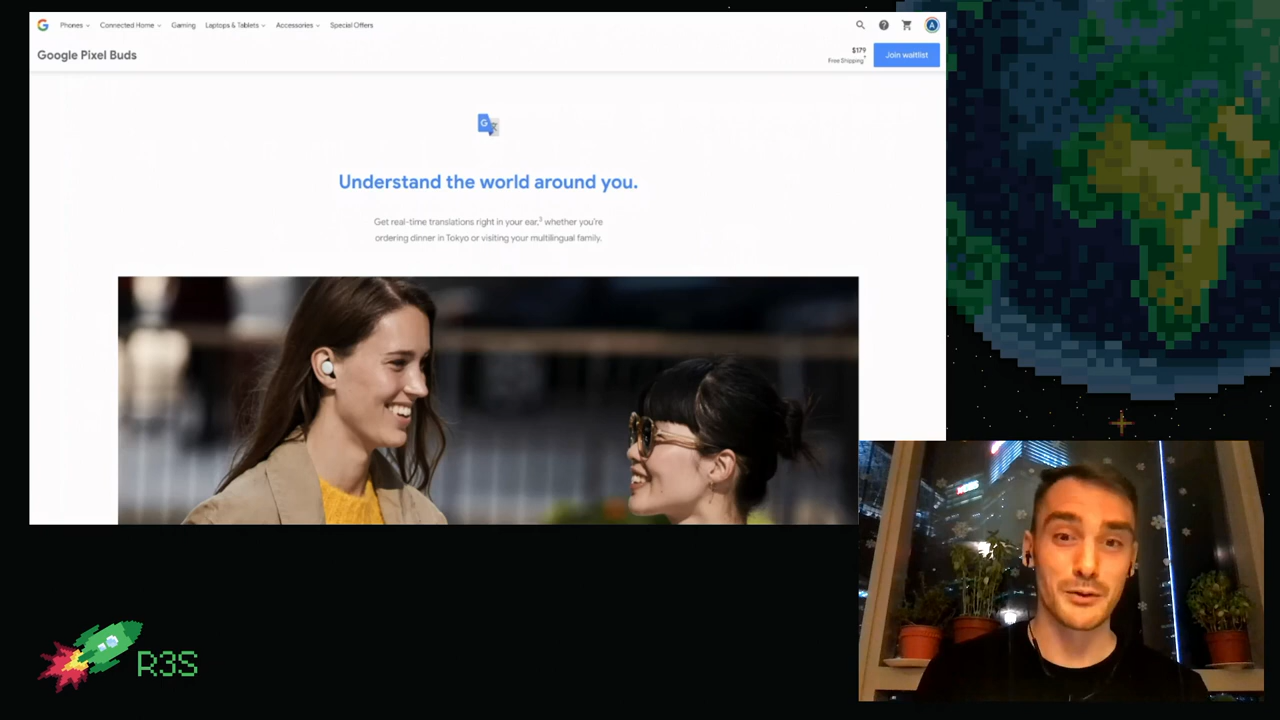 Phones
Connected Home
Gaming
Laptops & Tablets
Accessories
Special Offers
Google Pixel Buds
$179
Free Shipping*
Join waitlist
G
Understand the world around you.
Get real-time translations right in your ear,³ whether you're
ordering dinner in Tokyo or visiting your multilingual family.
R3S